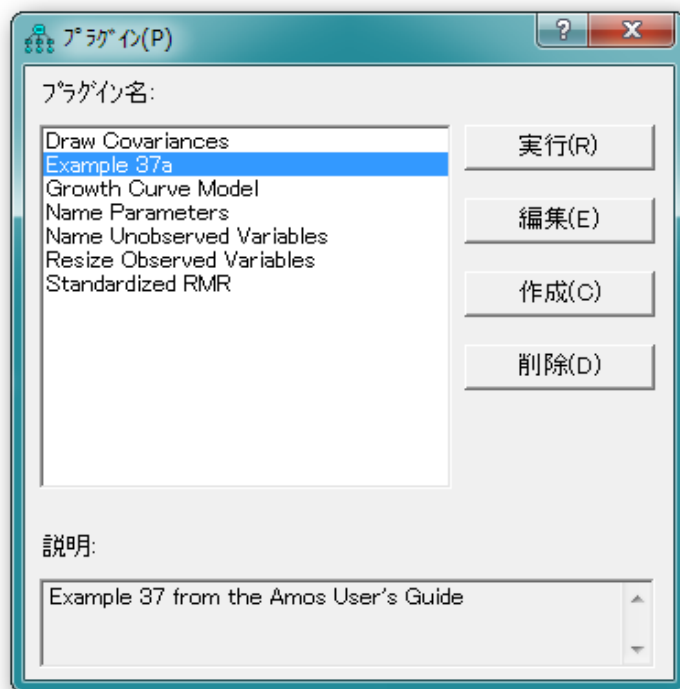 プラグイン(P)
プラグイン名:
Draw Covariances
Example 37a
Growth Curve Model
Name Parameters
Name Unobserved Variables
Resize Observed Variables
Standardized RMR
実行(R)
編集(E)
作成(C)
削除(D)
説明:
Example 37 from the Amos User's Guide